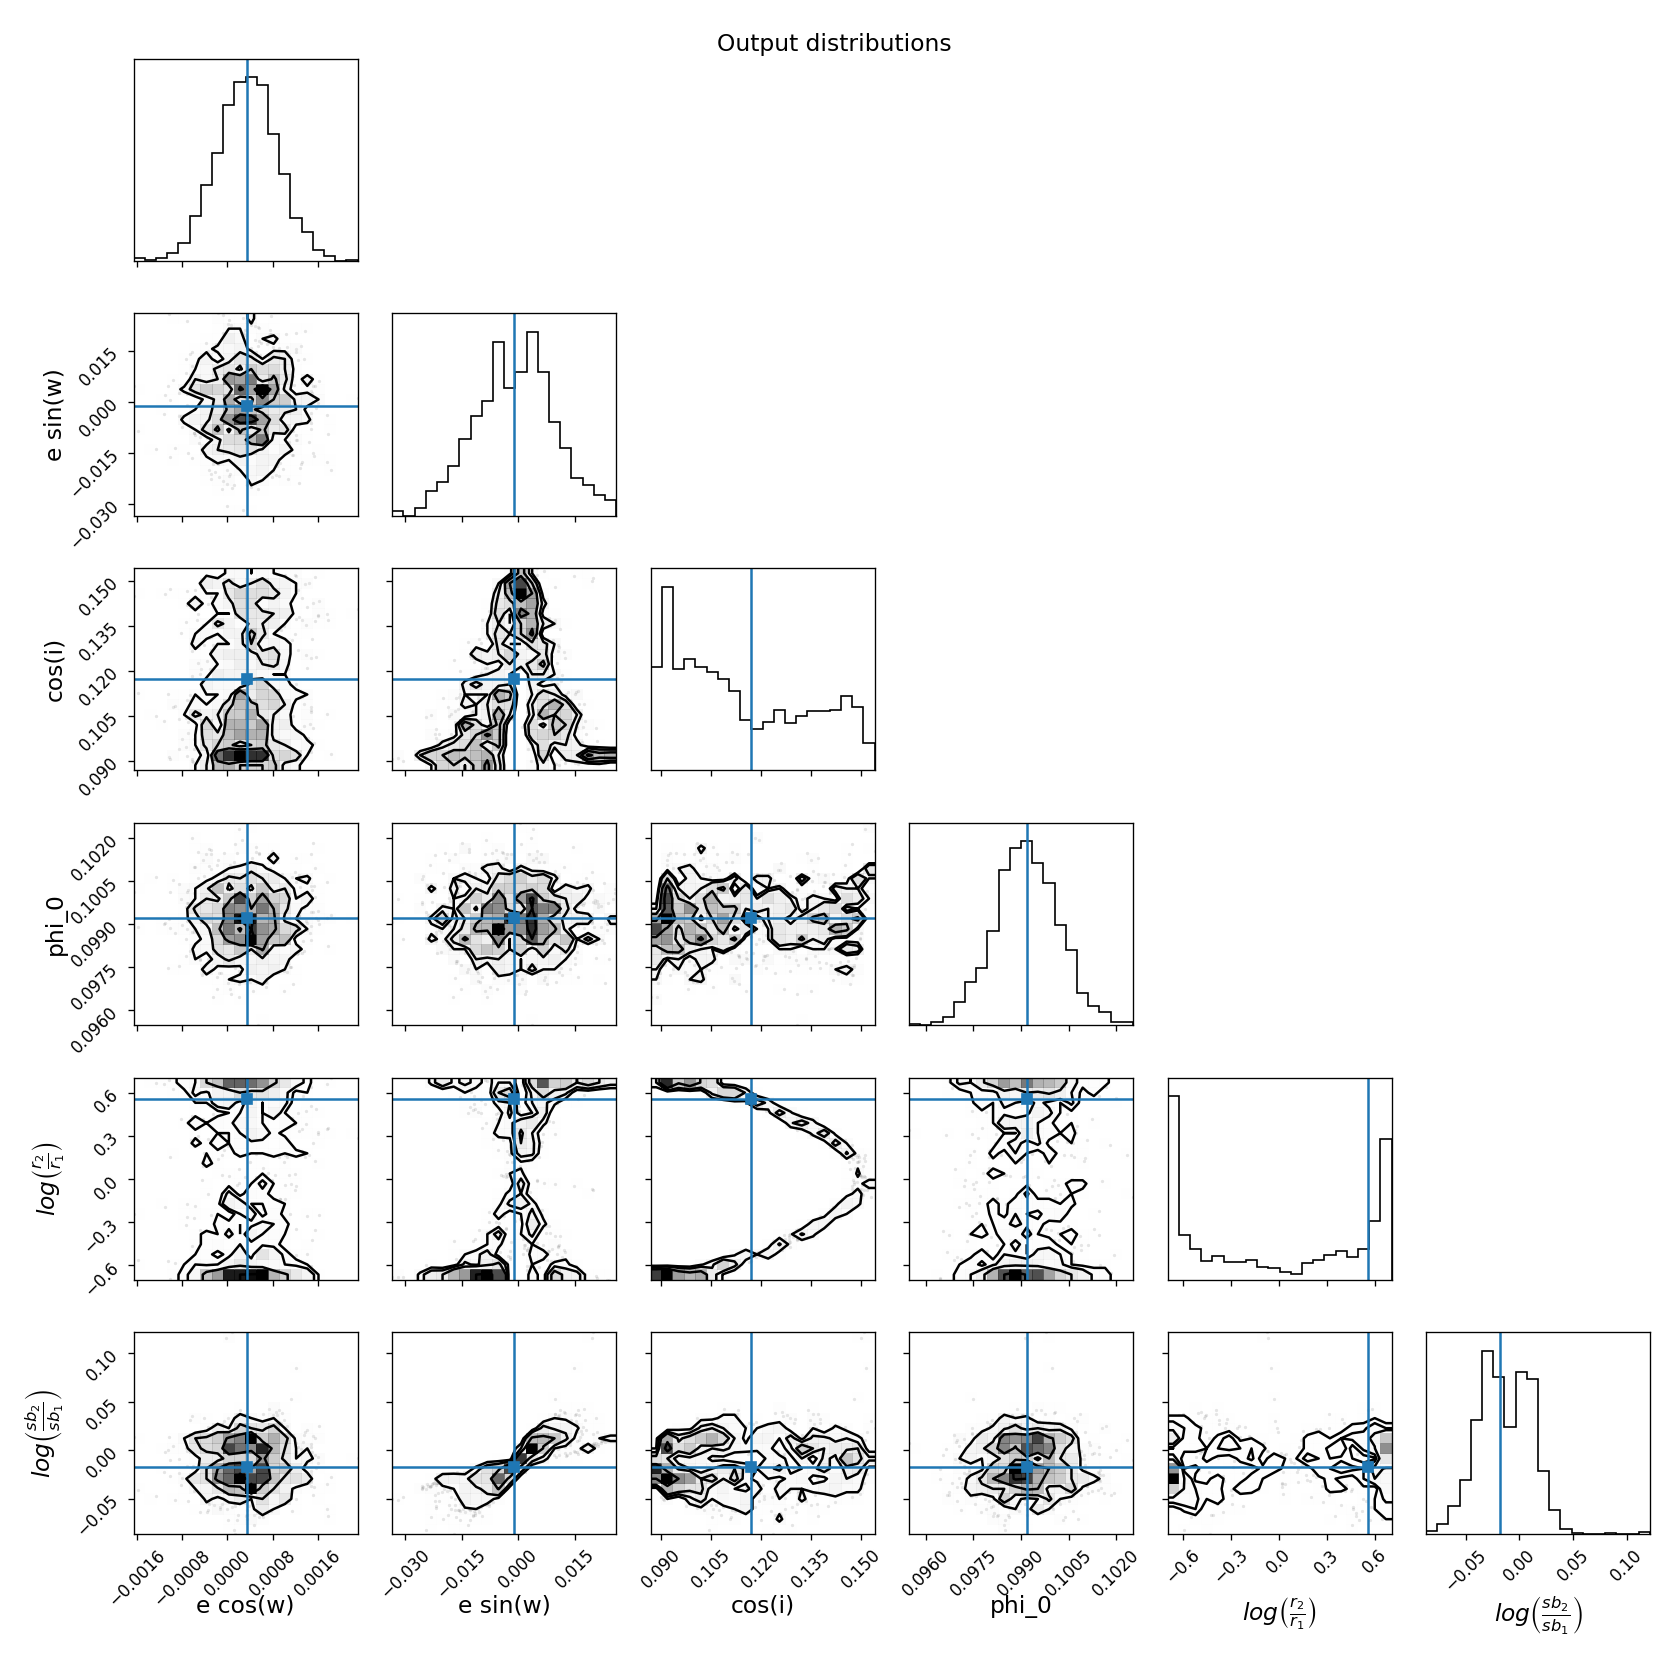 Output distributions
e sin(w)
0.015
0.000
−0.015
−0.030
cos(i)
0.150
0.135
0.120
0.105
0.090
phi_0
0.1020
0.1005
0.0990
0.0975
0.0960
log(r2/r1)
0.6
0.3
0.0
−0.3
−0.6
log(sb2/sb1)
0.10
0.05
0.00
−0.05
−0.0016 −0.0008 0.0000 0.0008 0.0016 −0.030 −0.015 0.000 0.015 0.090 0.105 0.120 0.135 0.150 0.0960 0.0975 0.0990 0.1005 0.1020 −0.6 −0.3 0.0 0.3 0.6 −0.05 0.00 0.05 0.10
e cos(w) e sin(w) cos(i) phi_0 log(r2/r1) log(sb2/sb1)